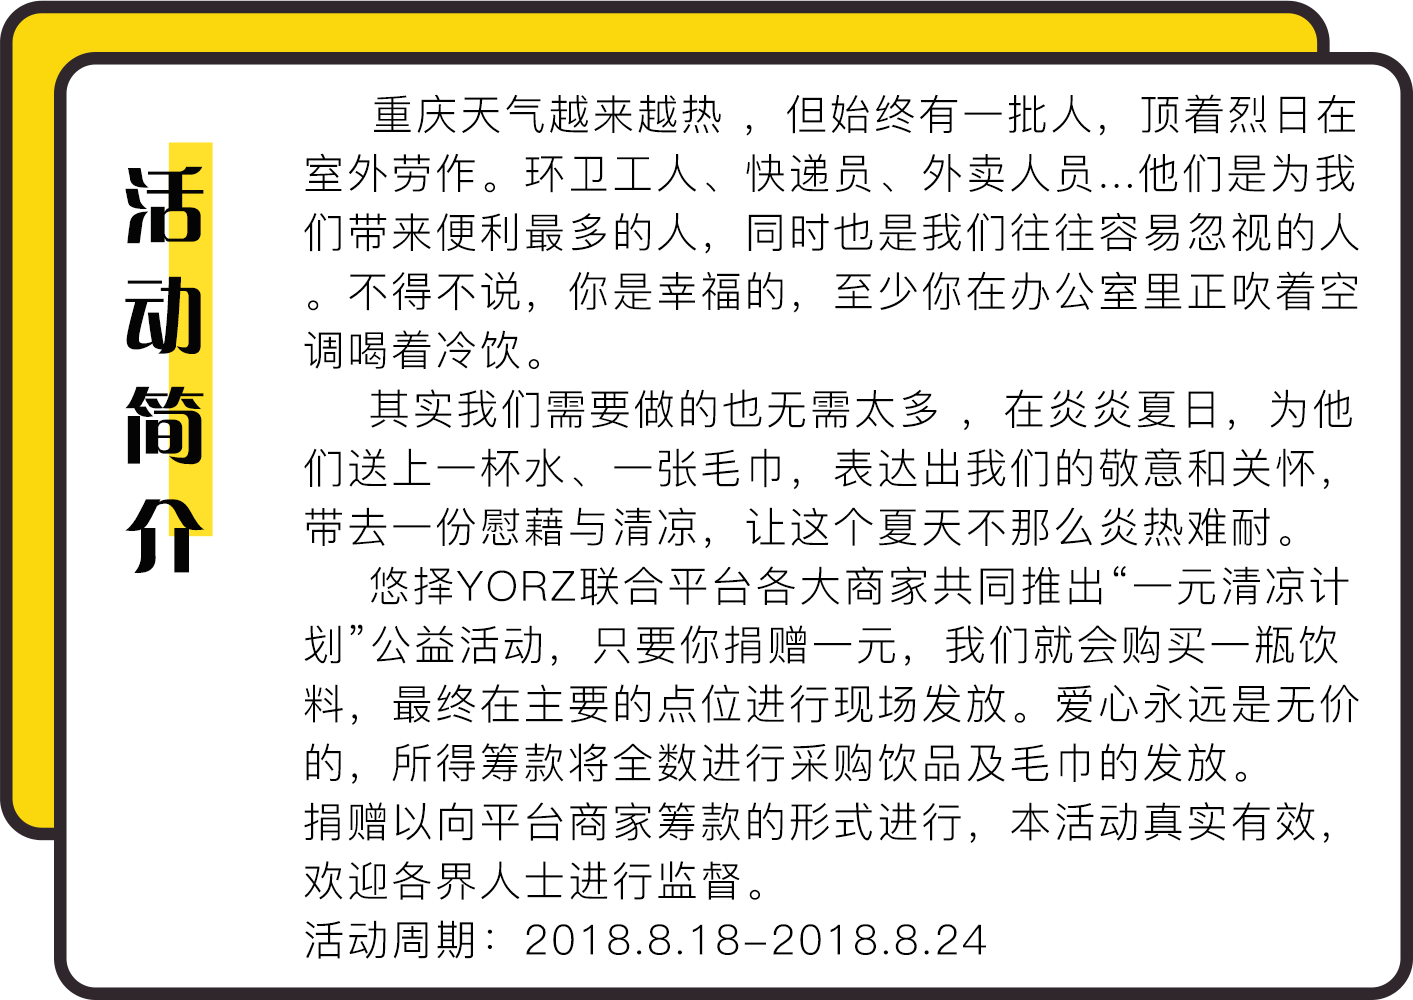 活动简介
重庆天气越来越热 ，但始终有一批人，顶着烈日在
室外劳作。环卫工人、快递员、外卖人员...他们是为我
们带来便利最多的人，同时也是我们往往容易忽视的人
。不得不说，你是幸福的，至少你在办公室里正吹着空
调喝着冷饮。
其实我们需要做的也无需太多 ，在炎炎夏日，为他
们送上一杯水、一张毛巾，表达出我们的敬意和关怀，
带去一份慰藉与清凉，让这个夏天不那么炎热难耐。
悠择YORZ联合平台各大商家共同推出“一元清凉计
划”公益活动，只要你捐赠一元，我们就会购买一瓶饮
料，最终在主要的点位进行现场发放。爱心永远是无价
的，所得筹款将全数进行采购饮品及毛巾的发放。
捐赠以向平台商家筹款的形式进行，本活动真实有效，
欢迎各界人士进行监督。
活动周期：2018.8.18-2018.8.24